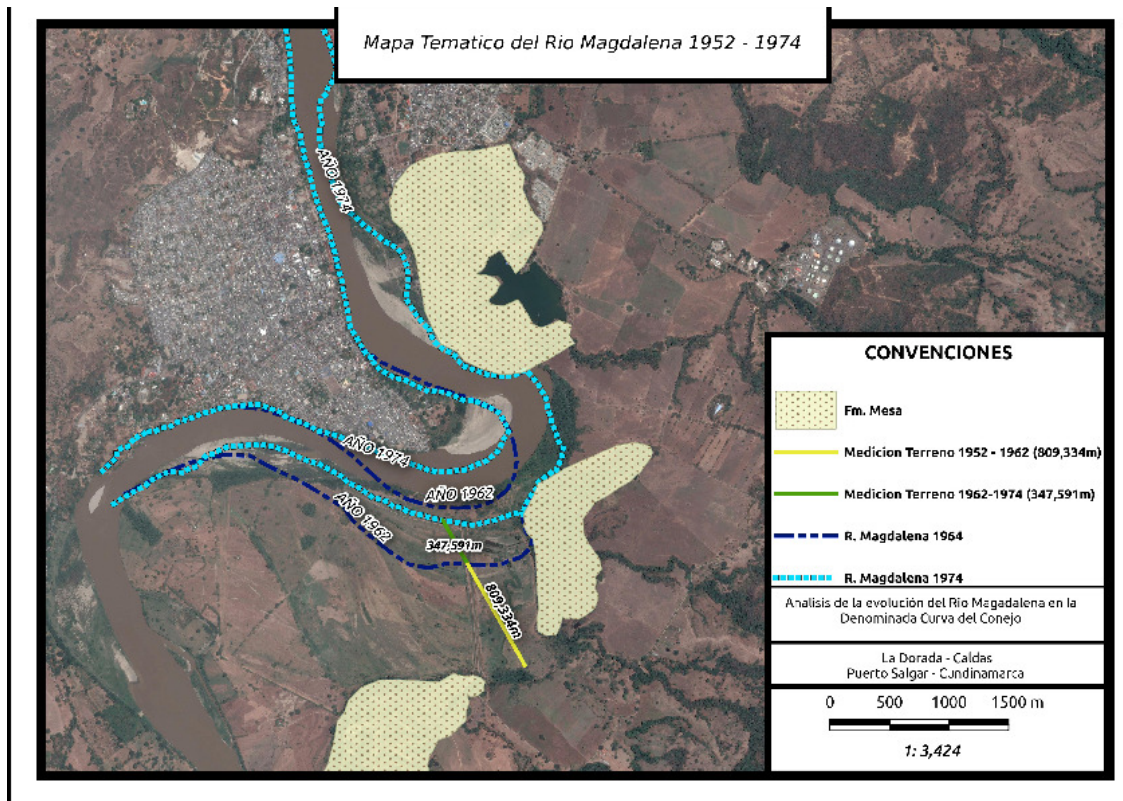 Mapa Tematico del Rio Magdalena 1952 - 1974
AÑO 1974
AÑO 1974
AÑO 1962
AÑO 1962
347,591m
809,334m
CONVENCIONES
Fm. Mesa
Medicion Terreno 1952 - 1962 (809,334m)
Medicion Terreno 1962-1974 (347,591m)
R. Magdalena 1964
R. Magdalena 1974
Analisis de la evolución del Rio Magadalena en la
Denominada Curva del Conejo
La Dorada - Caldas
Puerto Salgar - Cundinamarca
0 500 1000 1500 m
1: 3,424